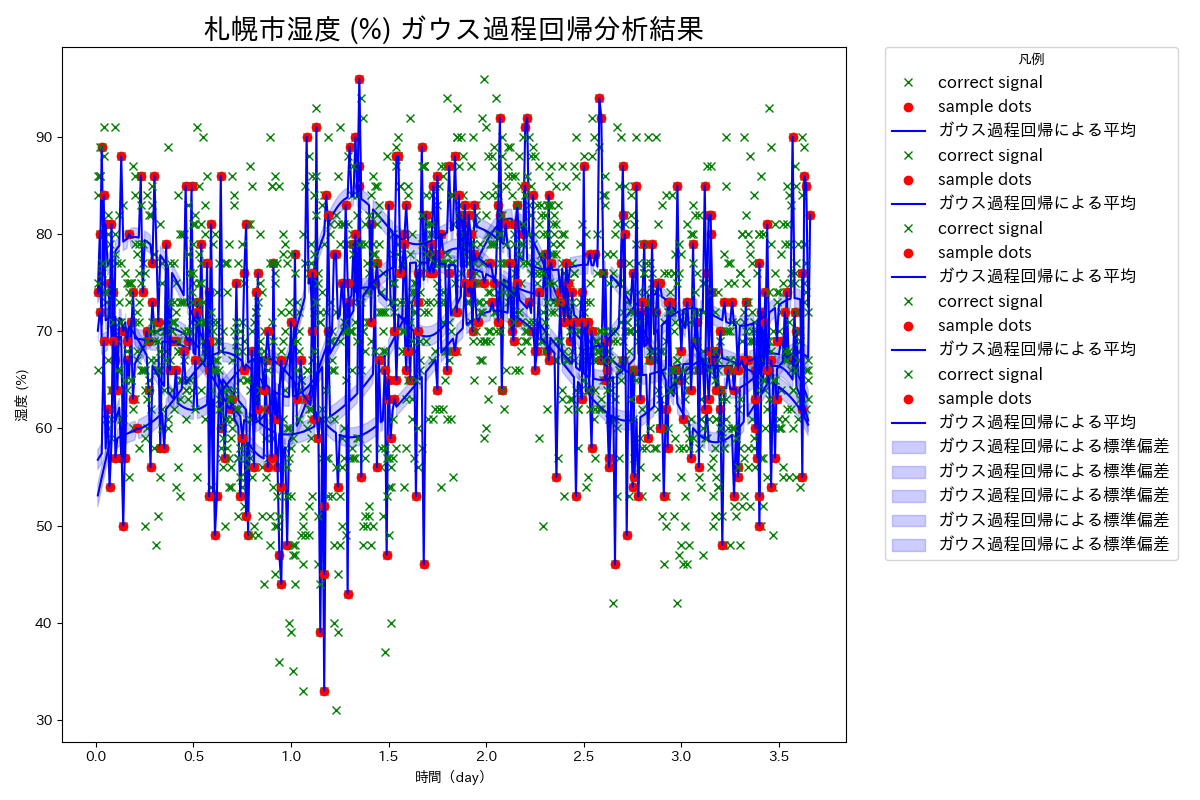 札幌市湿度 (%) ガウス過程回帰分析結果
湿度 (%)
90
80
70
60
50
40
30
0.0
0.5
1.0
1.5
2.0
2.5
3.0
3.5
時間（day）
凡例
correct signal
sample dots
ガウス過程回帰による平均
correct signal
sample dots
ガウス過程回帰による平均
correct signal
sample dots
ガウス過程回帰による平均
correct signal
sample dots
ガウス過程回帰による平均
correct signal
sample dots
ガウス過程回帰による平均
ガウス過程回帰による標準偏差
ガウス過程回帰による標準偏差
ガウス過程回帰による標準偏差
ガウス過程回帰による標準偏差
ガウス過程回帰による標準偏差